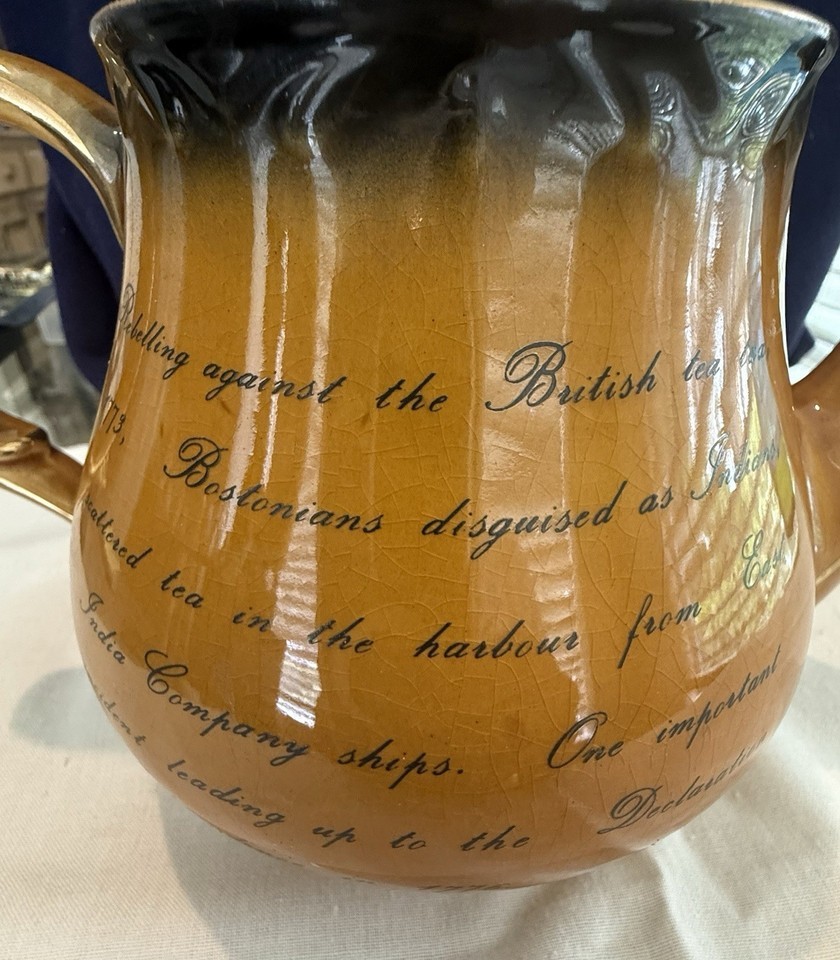 Rebelling against the British tea
1773, Bostonians disguised as Indians,
scattered tea in the harbour from East
India Company ships. One important
leading up to the Declaration
1776